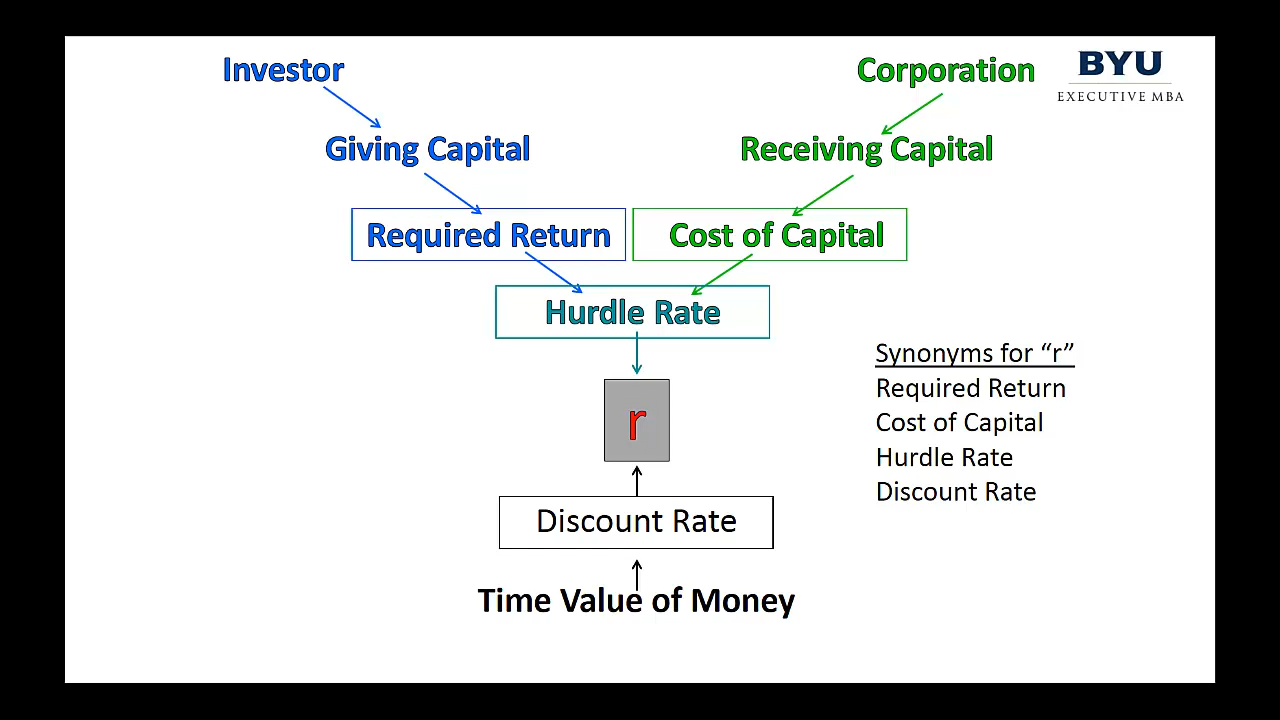 Investor
Corporation
BYU
EXECUTIVE MBA
Giving Capital
Receiving Capital
Required Return
Cost of Capital
Hurdle Rate
r
Discount Rate
Time Value of Money
Synonyms for “r”
Required Return
Cost of Capital
Hurdle Rate
Discount Rate